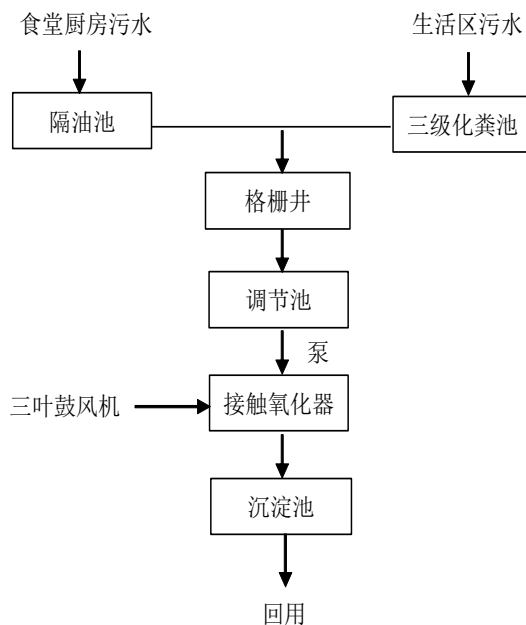 食堂厨房污水
生活区污水
隔油池
三级化粪池
格栅井
调节池
泵
三叶鼓风机
接触氧化器
沉淀池
回用